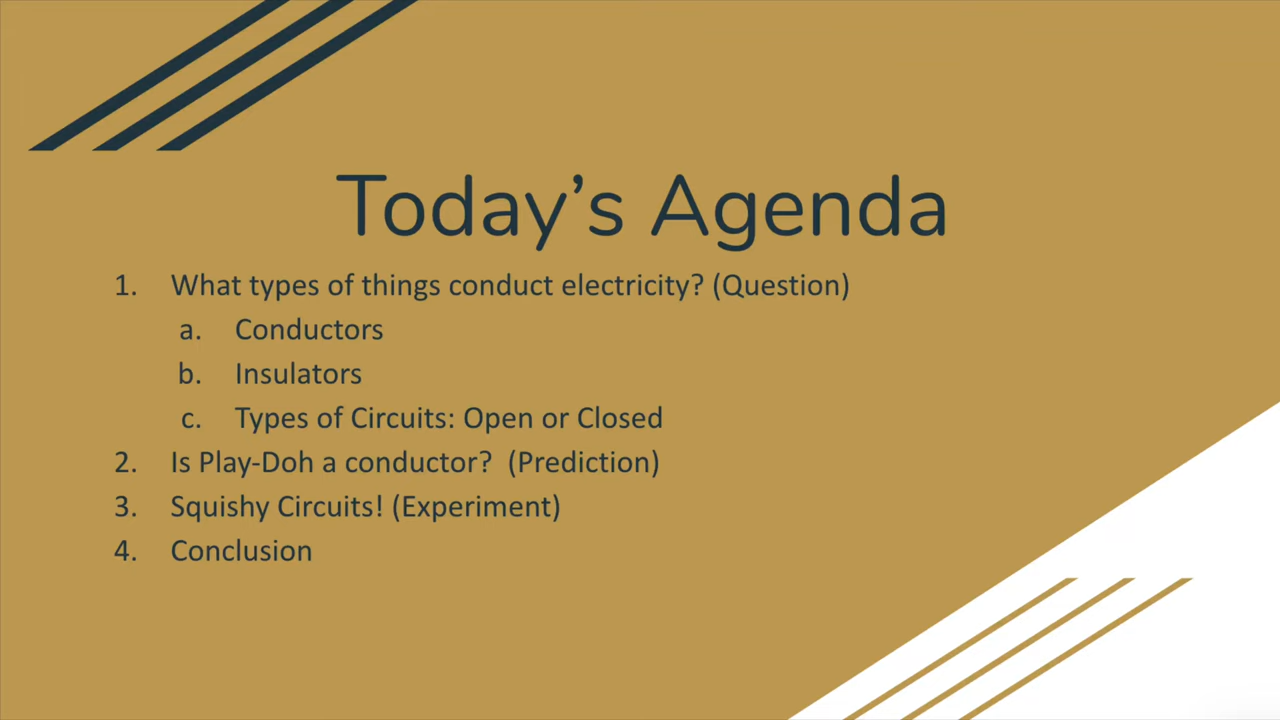 Today’s Agenda
1. What types of things conduct electricity? (Question)
a. Conductors
b. Insulators
c. Types of Circuits: Open or Closed
2. Is Play-Doh a conductor?  (Prediction)
3. Squishy Circuits! (Experiment)
4. Conclusion